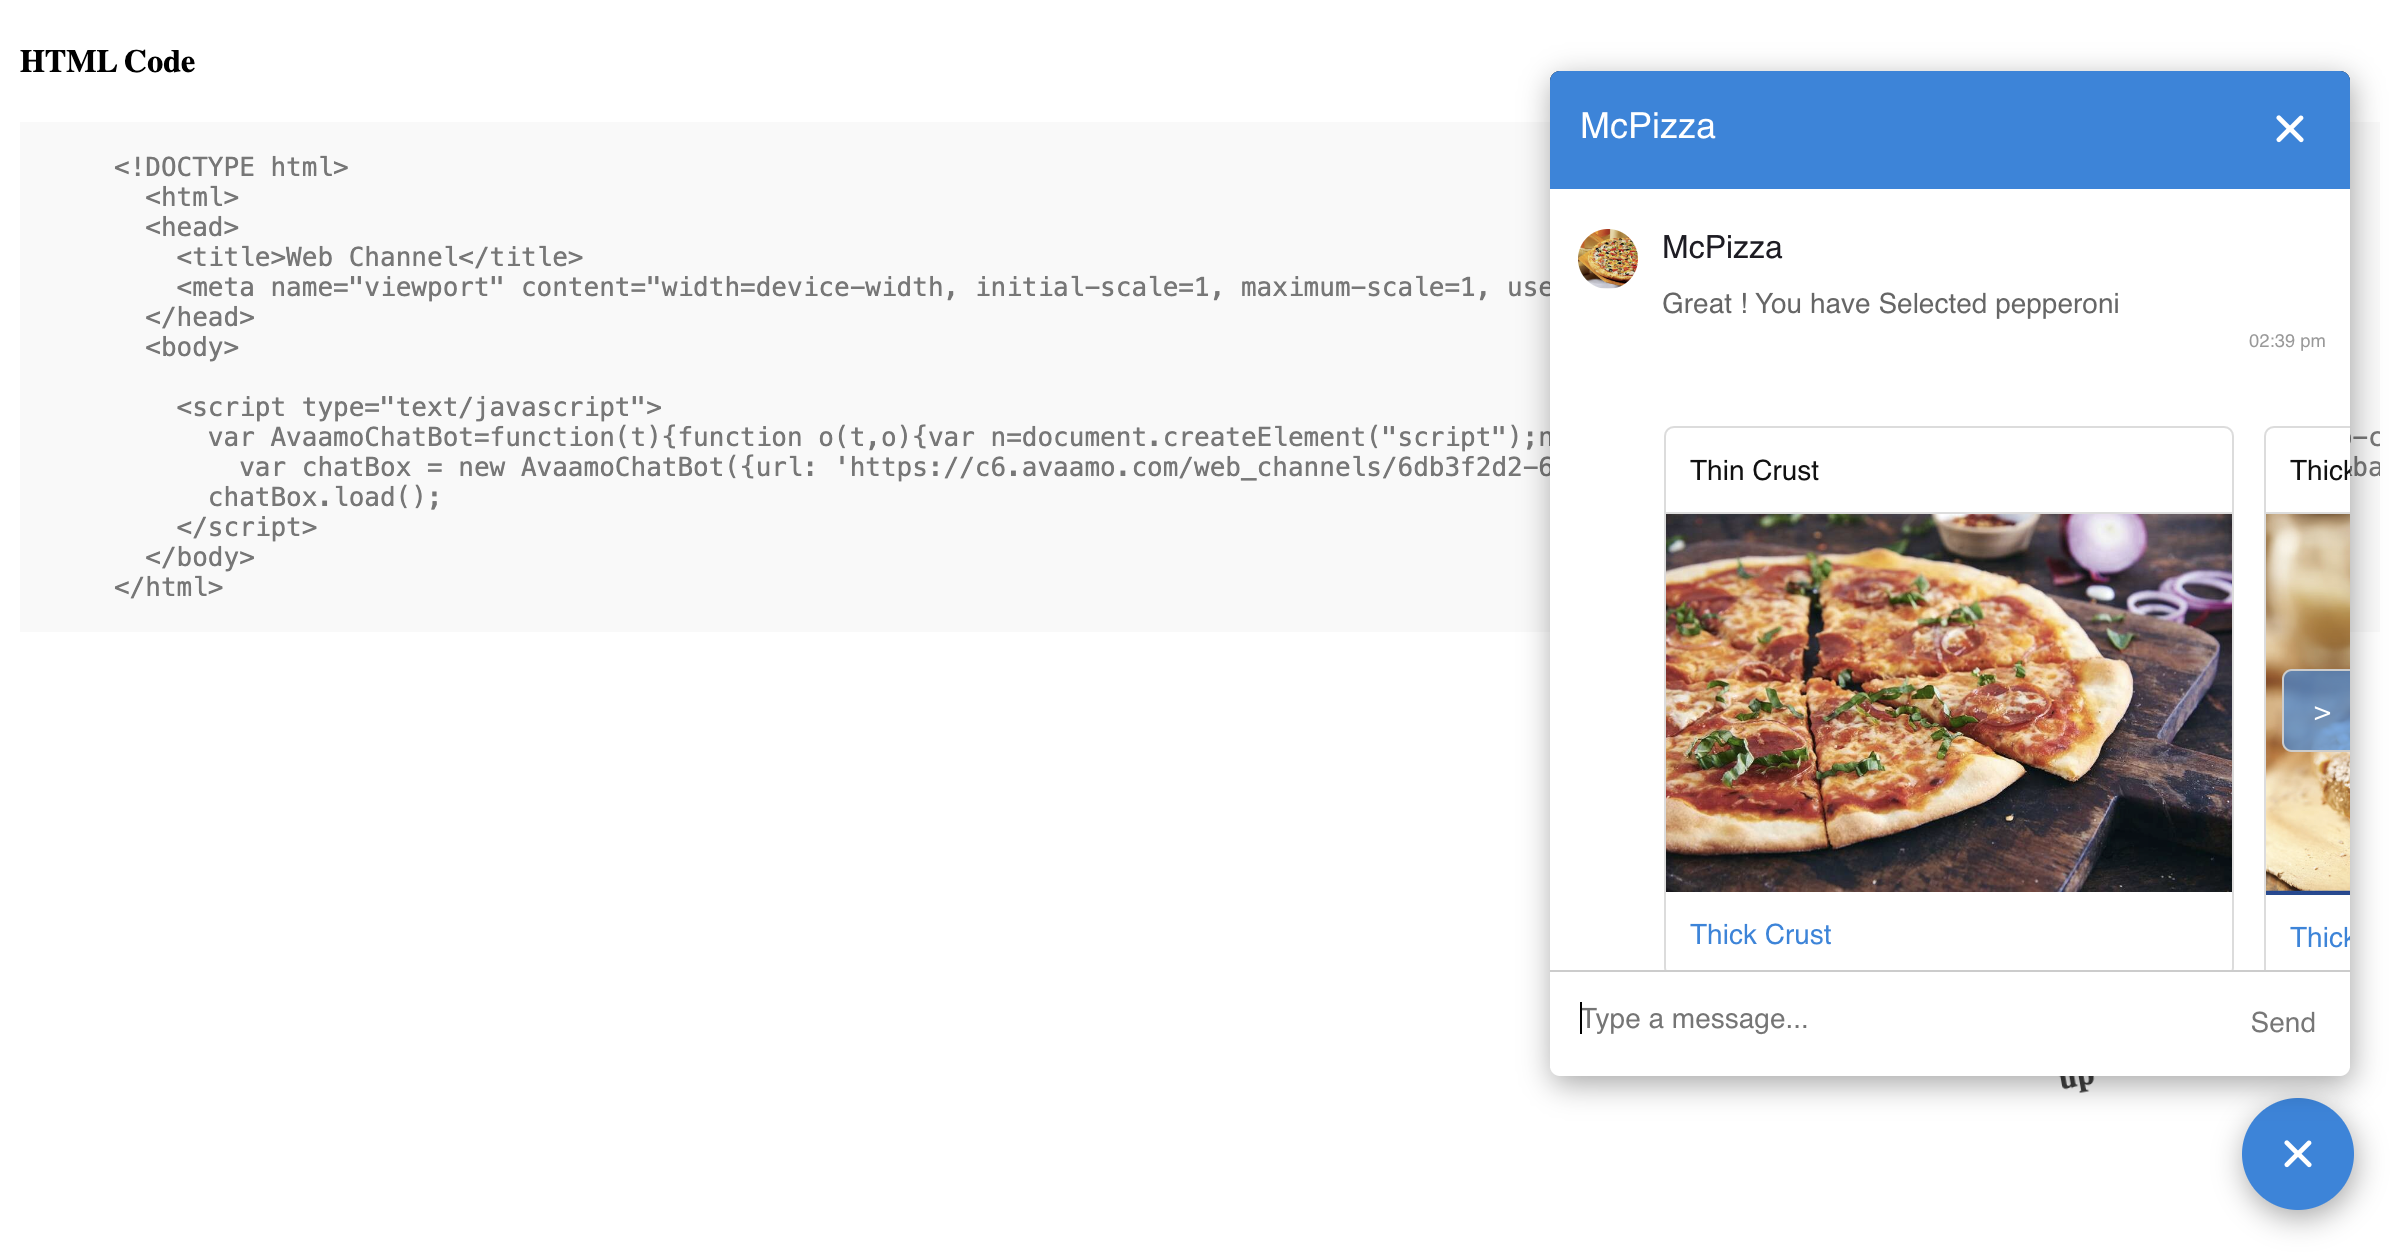 HTML Code
<!DOCTYPE html>
<html>
<head>
<title>Web Channel</title>
<meta name="viewport" content="width=device-width, initial-scale=1, maximum-scale=1, use
</head>
<body>
<script type="text/javascript">
var AvaamoChatBot=function(t){function o(t,o){var n=document.createElement("script");n
var chatBox = new AvaamoChatBot({url: 'https://c6.avaamo.com/web_channels/6db3f2d2-6
chatBox.load();
</script>
</body>
</html>
McPizza
McPizza
Great ! You have Selected pepperoni
02:39 pm
Thin Crust
Thick
ba
>
Thick Crust
Thick
Type a message...
Send
up